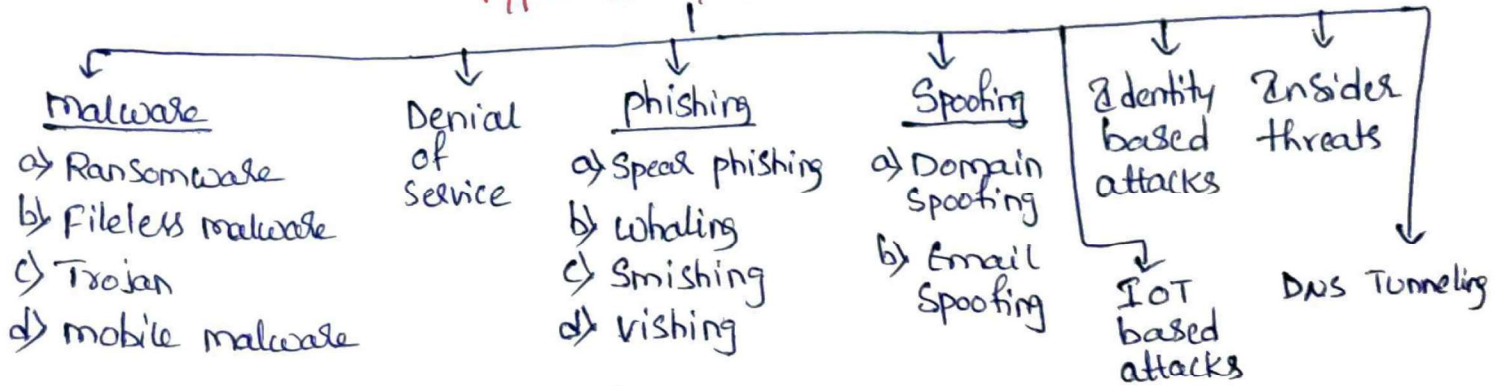 malware
a) Ransomware
b) Fileless malware
c) Trojan
d) mobile malware
Denial
of
Service
phishing
a) Spear phishing
b) whaling
c) Smishing
d) vishing
Spoofing
a) Domain
Spoofing
b) Email
Spoofing
Identity
based
attacks
Insider
threats
IoT
based
attacks
DNS Tunneling